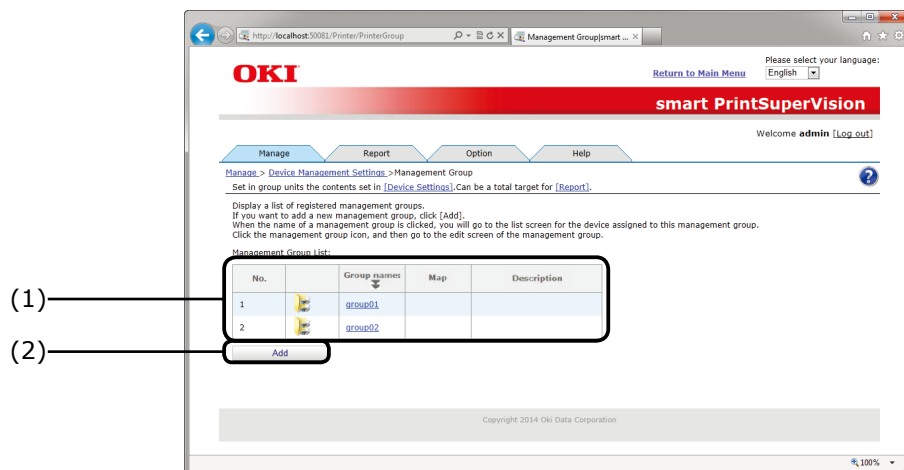 http://localhost:50081/Printer/PrinterGroup
Management Group|smart ...
OKI
Return to Main Menu
Please select your language:
English
smart PrintSuperVision
Welcome admin [Log out]
Manage Report Option Help
Manage > Device Management Settings >Management Group
Set in group units the contents set in [Device Settings].Can be a total target for [Report].
Display a list of registered management groups.
If you want to add a new management group, click [Add].
When the name of a management group is clicked, you will go to the list screen for the device assigned to this management group.
Click the management group icon, and then go to the edit screen of the management group.
Management Group List:
No. Group names Map Description
(1)
1 group01
2 group02
(2)
Add
Copyright 2014 Oki Data Corporation
100%